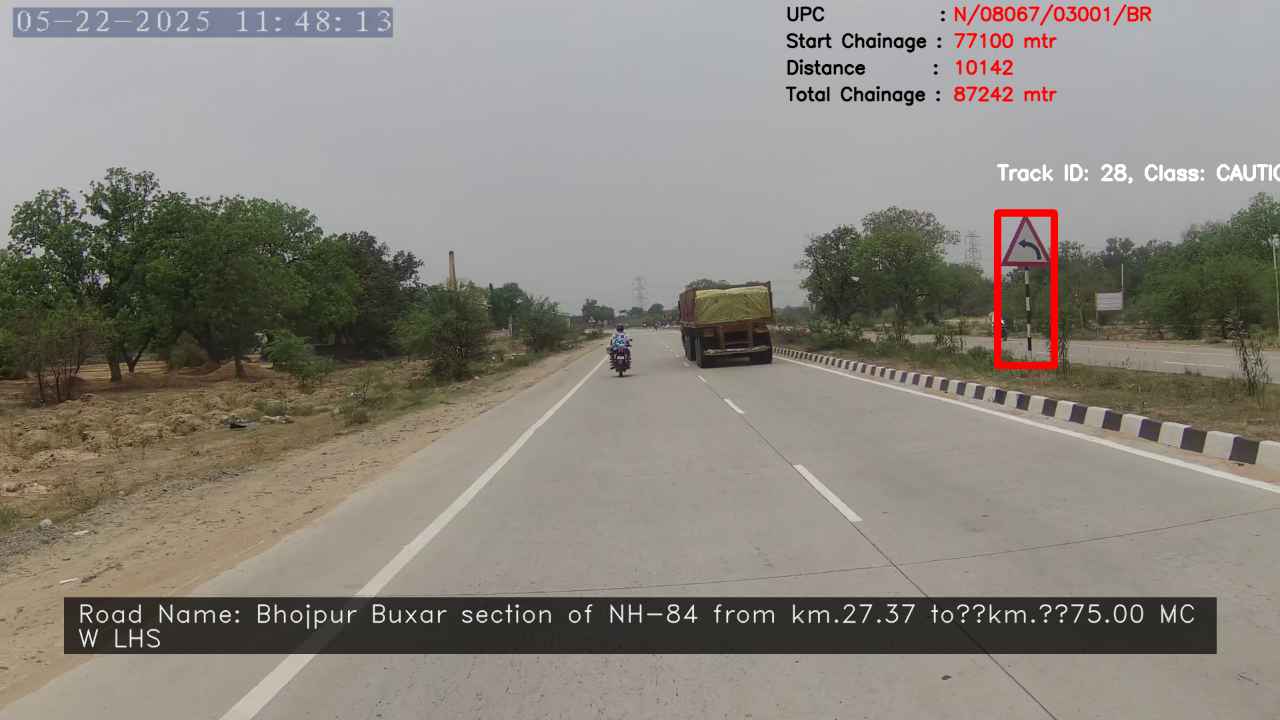 05-22-2025 11:48:13
UPC : N/08067/03001/BR
Start Chainage : 77100 mtr
Distance : 10142
Total Chainage : 87242 mtr
Track ID: 28, Class: CAUTIO
Road Name: Bhojpur Buxar section of NH-84 from km.27.37 to??km.??75.00 MC
W LHS